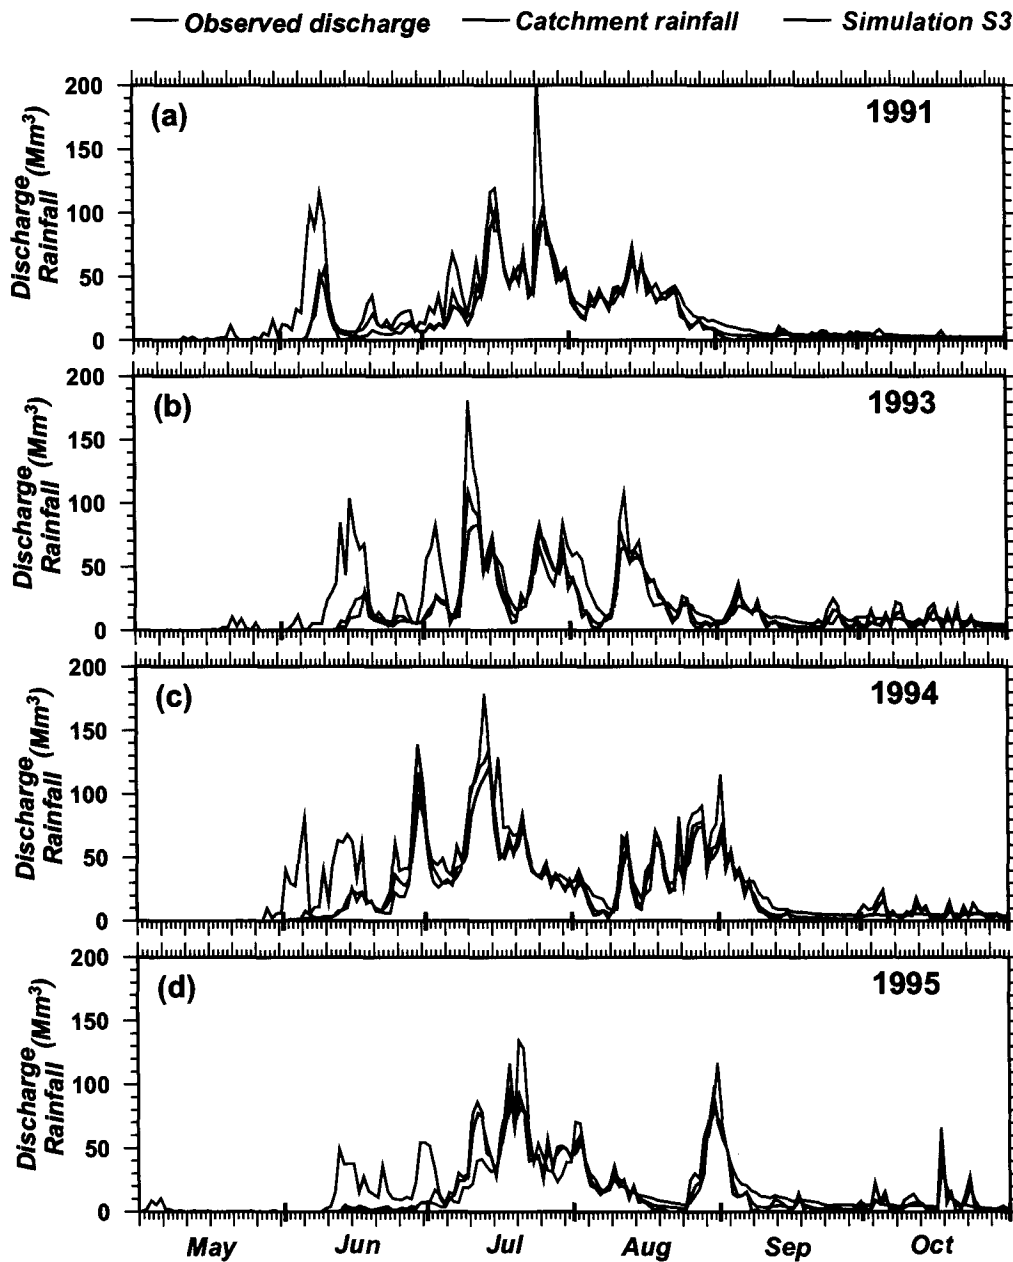 Observed discharge Catchment rainfall Simulation S3
(a) 1991
200
150
100
50
0
Discharge (Mm³)
Rainfall
(b) 1993
200
150
100
50
0
Discharge (Mm³)
Rainfall
(c) 1994
200
150
100
50
0
Discharge (Mm³)
Rainfall
(d) 1995
200
150
100
50
0
Discharge (Mm³)
Rainfall
May Jun Jul Aug Sep Oct